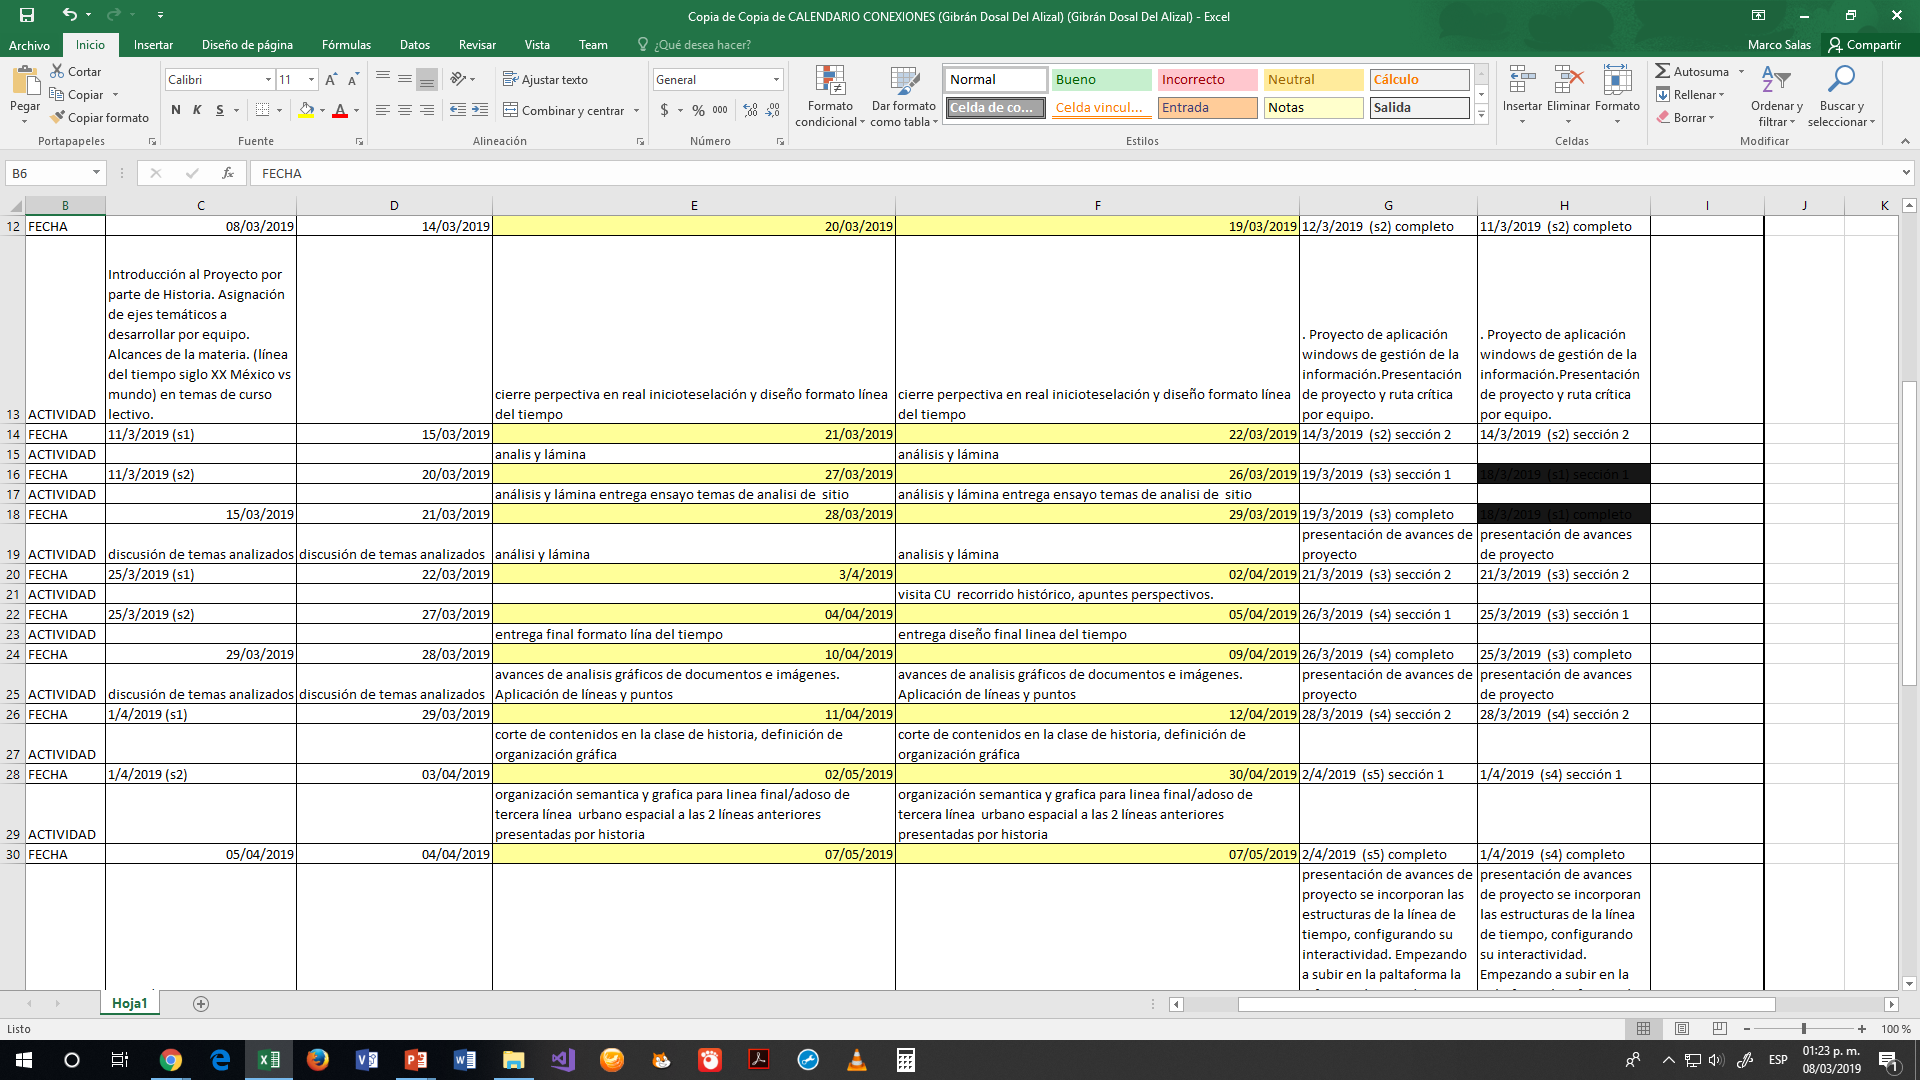 Copia de Copia de CALENDARIO CONEXIONES (Gibrán Dosal Del Alizal) (Gibrán Dosal Del Alizal) - Excel
Archivo Inicio Insertar Diseño de página Fórmulas Datos Revisar Vista Team ¿Qué desea hacer? Marco Salas Compartir
Pegar Cortar Copiar Copiar formato Portapapeles
Calibri 11 N K S Fuente
Ajustar texto Combinar y centrar Alineación
General $ % 000 Número
Formato condicional Dar formato como tabla
Normal Bueno Incorrecto Neutral Cálculo
Celda de co... Celda vincul... Entrada Notas Salida
Estilos
Insertar Eliminar Formato Celdas
Autosuma Rellenar Borrar Ordenar y filtrar Buscar y seleccionar Modificar
B6 fx FECHA
B C D E F G H I J K
12 FECHA 08/03/2019 14/03/2019 20/03/2019 19/03/2019 12/3/2019 (s2) completo 11/3/2019 (s2) completo
13 ACTIVIDAD
Introducción al Proyecto por
parte de Historia. Asignación
de ejes temáticos a
desarrollar por equipo.
Alcances de la materia. (línea
del tiempo siglo XX México vs
mundo) en temas de curso
lectivo.
cierre perpectiva en real inicioteselación y diseño formato línea
del tiempo
cierre perpectiva en real inicioteselación y diseño formato línea
del tiempo
. Proyecto de aplicación
windows de gestión de la
información.Presentación
de proyecto y ruta crítica
por equipo.
. Proyecto de aplicación
windows de gestión de la
información.Presentación
de proyecto y ruta crítica
por equipo.
14 FECHA 11/3/2019 (s1) 15/03/2019 21/03/2019 22/03/2019 14/3/2019 (s2) sección 2 14/3/2019 (s2) sección 2
15 ACTIVIDAD analis y lámina análisis y lámina
16 FECHA 11/3/2019 (s2) 20/03/2019 27/03/2019 26/03/2019 19/3/2019 (s3) sección 1 18/3/2019 (s1) sección 1
17 ACTIVIDAD análisis y lámina entrega ensayo temas de analisi de sitio análisis y lámina entrega ensayo temas de analisi de sitio
18 FECHA 15/03/2019 21/03/2019 28/03/2019 29/03/2019 19/3/2019 (s3) completo 18/3/2019 (s1) completo
19 ACTIVIDAD discusión de temas analizados discusión de temas analizados análisi y lámina analisis y lámina
presentación de avances de
proyecto
presentación de avances
de proyecto
20 FECHA 25/3/2019 (s1) 22/03/2019 3/4/2019 02/04/2019 21/3/2019 (s3) sección 2 21/3/2019 (s3) sección 2
21 ACTIVIDAD visita CU recorrido histórico, apuntes perspectivos.
22 FECHA 25/3/2019 (s2) 27/03/2019 04/04/2019 05/04/2019 26/3/2019 (s4) sección 1 25/3/2019 (s3) sección 1
23 ACTIVIDAD entrega final formato lína del tiempo entrega diseño final linea del tiempo
24 FECHA 29/03/2019 28/03/2019 10/04/2019 09/04/2019 26/3/2019 (s4) completo 25/3/2019 (s3) completo
25 ACTIVIDAD discusión de temas analizados discusión de temas analizados
avances de analisis gráficos de documentos e imágenes.
Aplicación de líneas y puntos
avances de analisis gráficos de documentos e imágenes.
Aplicación de líneas y puntos
presentación de avances de
proyecto
presentación de avances
de proyecto
26 FECHA 1/4/2019 (s1) 29/03/2019 11/04/2019 12/04/2019 28/3/2019 (s4) sección 2 28/3/2019 (s4) sección 2
27 ACTIVIDAD
corte de contenidos en la clase de historia, definición de
organización gráfica
corte de contenidos en la clase de historia, definición de
organización gráfica
28 FECHA 1/4/2019 (s2) 03/04/2019 02/05/2019 30/04/2019 2/4/2019 (s5) sección 1 1/4/2019 (s4) sección 1
29 ACTIVIDAD
organización semantica y grafica para linea final/adoso de
tercera línea urbano espacial a las 2 líneas anteriores
presentadas por historia
organización semantica y grafica para linea final/adoso de
tercera línea urbano espacial a las 2 líneas anteriores
presentadas por historia
30 FECHA 05/04/2019 04/04/2019 07/05/2019 07/05/2019 2/4/2019 (s5) completo 1/4/2019 (s4) completo
presentación de avances de
proyecto se incorporan las
estructuras de la línea de
tiempo, configurando su
interactividad. Empezando
a subir en la paltaforma la
presentación de avances
de proyecto se incorporan
las estructuras de la línea
de tiempo, configurando
su interactividad.
Empezando a subir en la
Hoja1
Listo 100 %
ESP 01:23 p. m.
08/03/2019
1